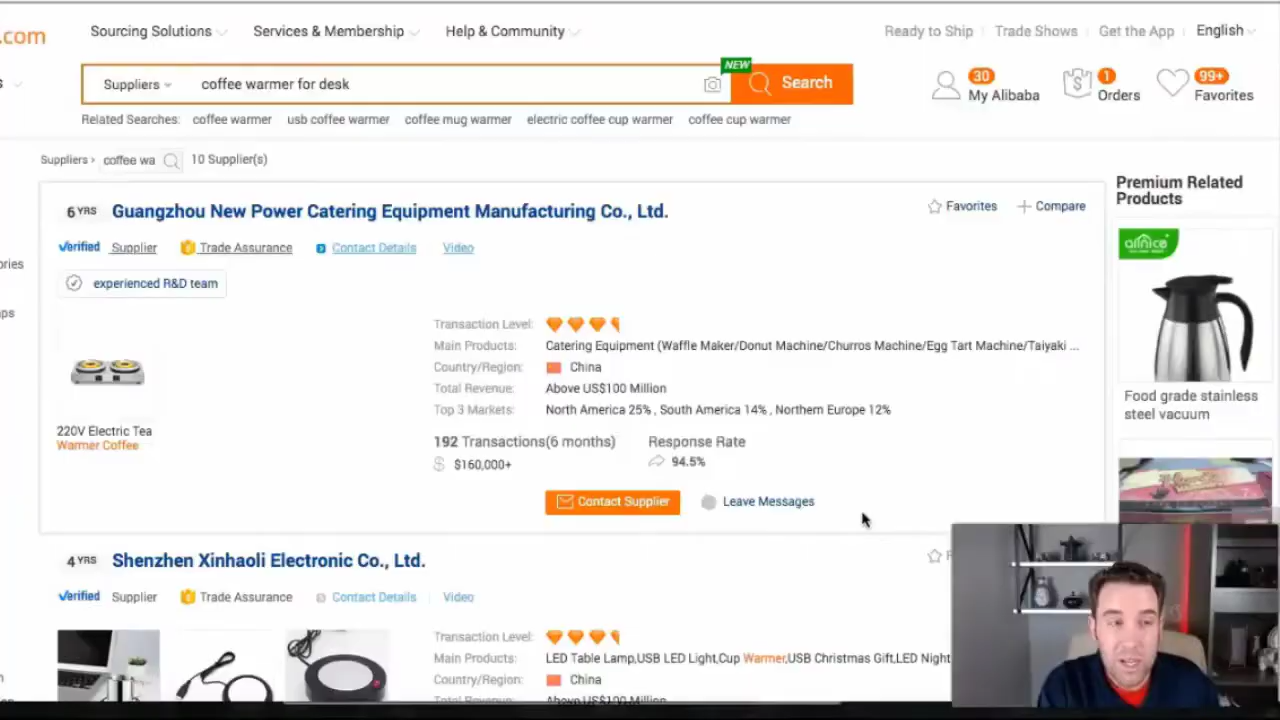 .com
Sourcing Solutions
Services & Membership
Help & Community
Ready to Ship
Trade Shows
Get the App
English
Suppliers
coffee warmer for desk
NEW
Search
30
My Alibaba
1
Orders
99+
Favorites
Related Searches: coffee warmer usb coffee warmer coffee mug warmer electric coffee cup warmer coffee cup warmer
Suppliers > coffee wa 10 Supplier(s)
6 YRS Guangzhou New Power Catering Equipment Manufacturing Co., Ltd.
Favorites
Compare
Verified Supplier Trade Assurance Contact Details Video
experienced R&D team
Transaction Level:
Main Products: Catering Equipment (Waffle Maker/Donut Machine/Churros Machine/Egg Tart Machine/Taiyaki ...
Country/Region: China
Total Revenue: Above US$100 Million
Top 3 Markets: North America 25% , South America 14% , Northern Europe 12%
220V Electric Tea
Warmer Coffee
192 Transactions(6 months)
$160,000+
Response Rate
94.5%
Contact Supplier
Leave Messages
Premium Related
Products
allnice
Food grade stainless
steel vacuum
4 YRS Shenzhen Xinhaoli Electronic Co., Ltd.
Verified Supplier Trade Assurance Contact Details Video
Transaction Level:
Main Products: LED Table Lamp,USB LED Light,Cup Warmer,USB Christmas Gift,LED Night
Country/Region: China
Total Revenue: Above US$100 Million